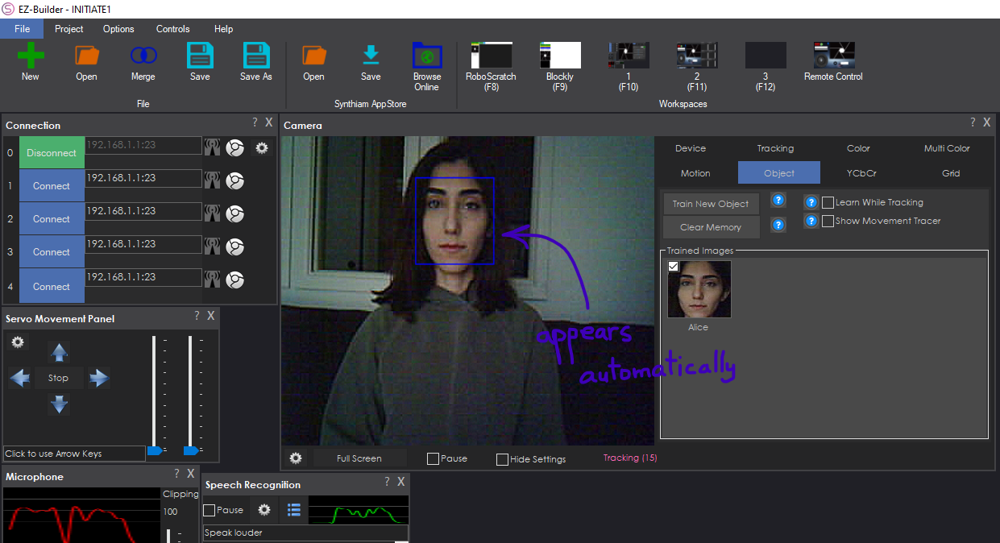 EZ-Builder - INITIATE1
File Project Options Controls Help
New Open Merge Save Save As
File
Open Save Browse Online
Synthiam AppStore
RoboScratch (F8) Blockly (F9) 1 (F10) 2 (F11) 3 (F12) Remote Control
Workspaces
Connection ? X
0 Disconnect 192.168.1.1:23
1 Connect 192.168.1.1:23
2 Connect 192.168.1.1:23
3 Connect 192.168.1.1:23
4 Connect 192.168.1.1:23
Camera ? X
Device Tracking Color Multi Color
Motion Object YCbCr Grid
Train New Object ? ? Learn While Tracking
Clear Memory ? ? Show Movement Tracer
Trained Images
Alice
appears
automatically
Full Screen Pause Hide Settings Tracking (15)
Servo Movement Panel ? X
Stop
Click to use Arrow Keys
Microphone ? X
Clipping
100
Speech Recognition ? X
Pause
Speak louder